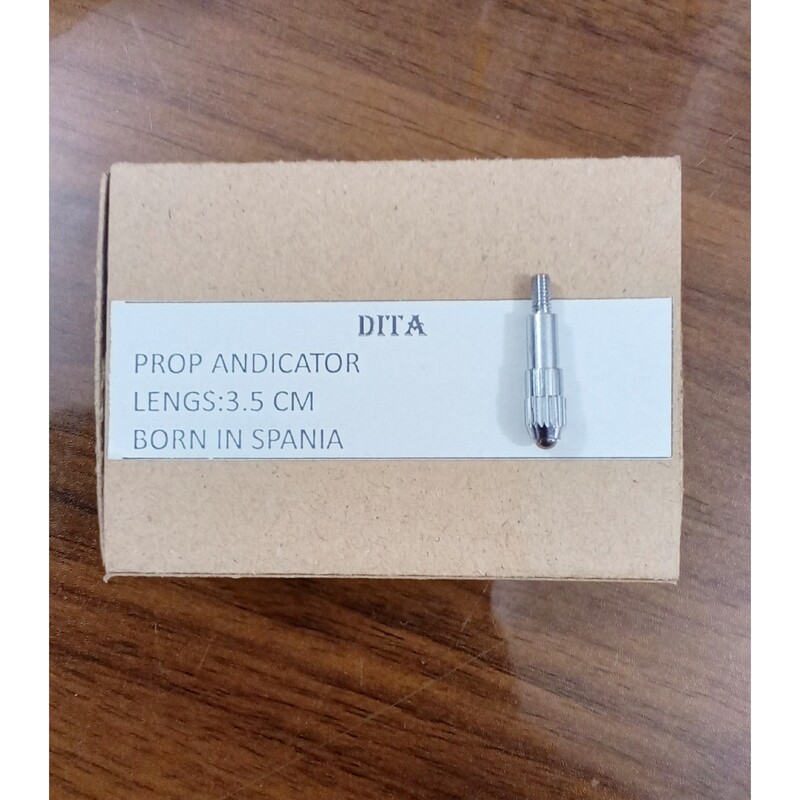 DITA
PROP ANDICATOR
LENGS:3.5 CM
BORN IN SPANIA